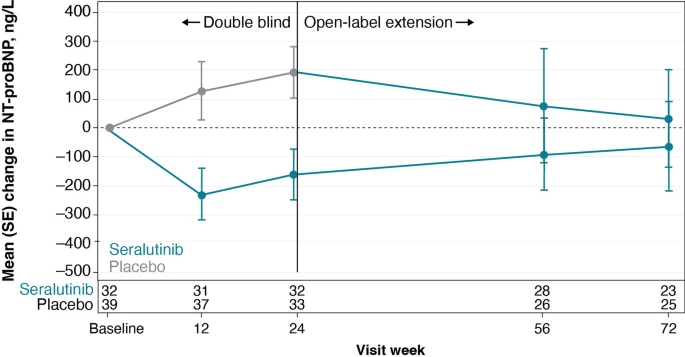 Mean (SE) change in NT-proBNP, ng/L
400
300
200
100
0
−100
−200
−300
−400
−500
← Double blind
Open-label extension →
Seralutinib
Placebo
Seralutinib 32 31 32 28 23
Placebo 39 37 33 26 25
Baseline 12 24 56 72
Visit week